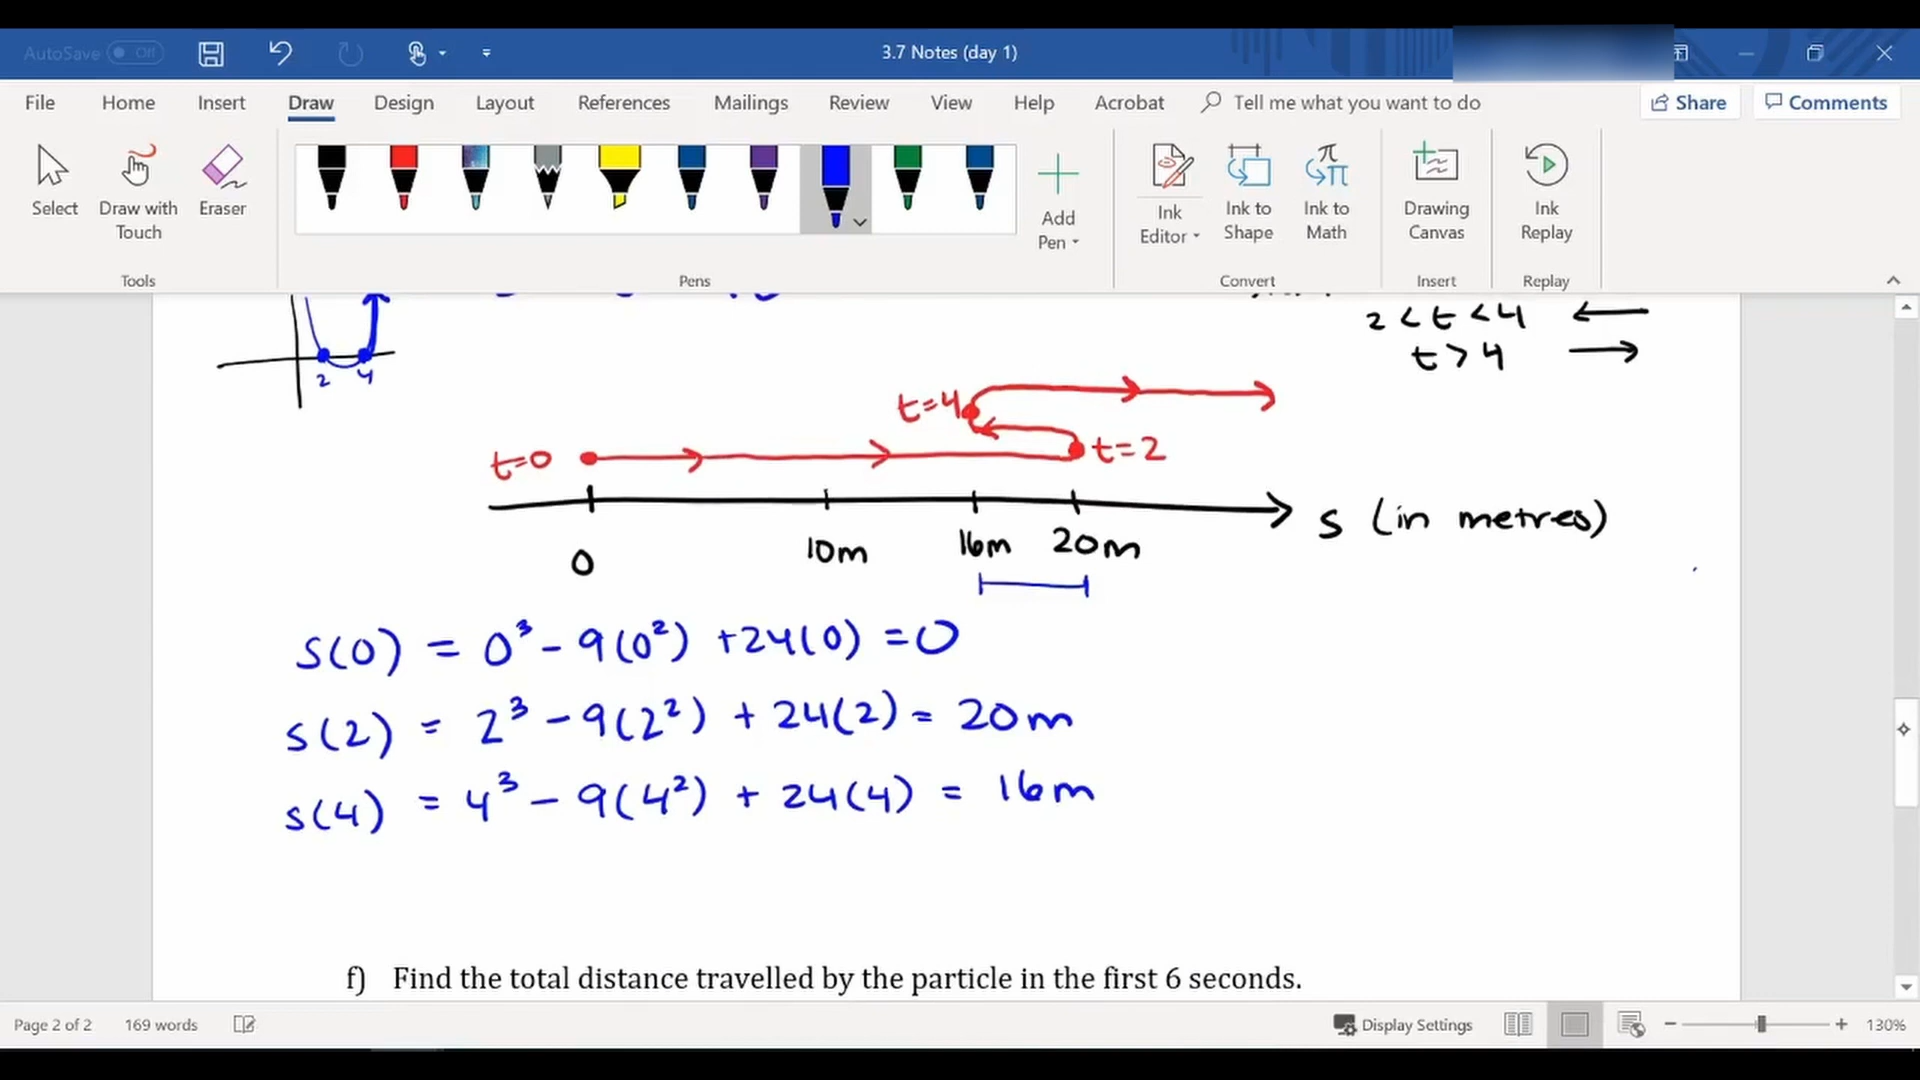 AutoSave Off
3.7 Notes (day 1)
File Home Insert Draw Design Layout References Mailings Review View Help Acrobat Tell me what you want to do Share Comments
Select Draw with Touch Eraser Add Pen Ink Editor Ink to Shape Ink to Math Drawing Canvas Ink Replay
Tools Pens Convert Insert Replay
2 < t < 4 ←
t > 4 →
2 4
t=4
t=0 t=2
0 10m 16m 20m s (in metres)
s(0) = 0³ - 9(0²) + 24(0) = 0
s(2) = 2³ - 9(2²) + 24(2) = 20m
s(4) = 4³ - 9(4²) + 24(4) = 16m
f) Find the total distance travelled by the particle in the first 6 seconds.
Page 2 of 2 169 words Display Settings 130%